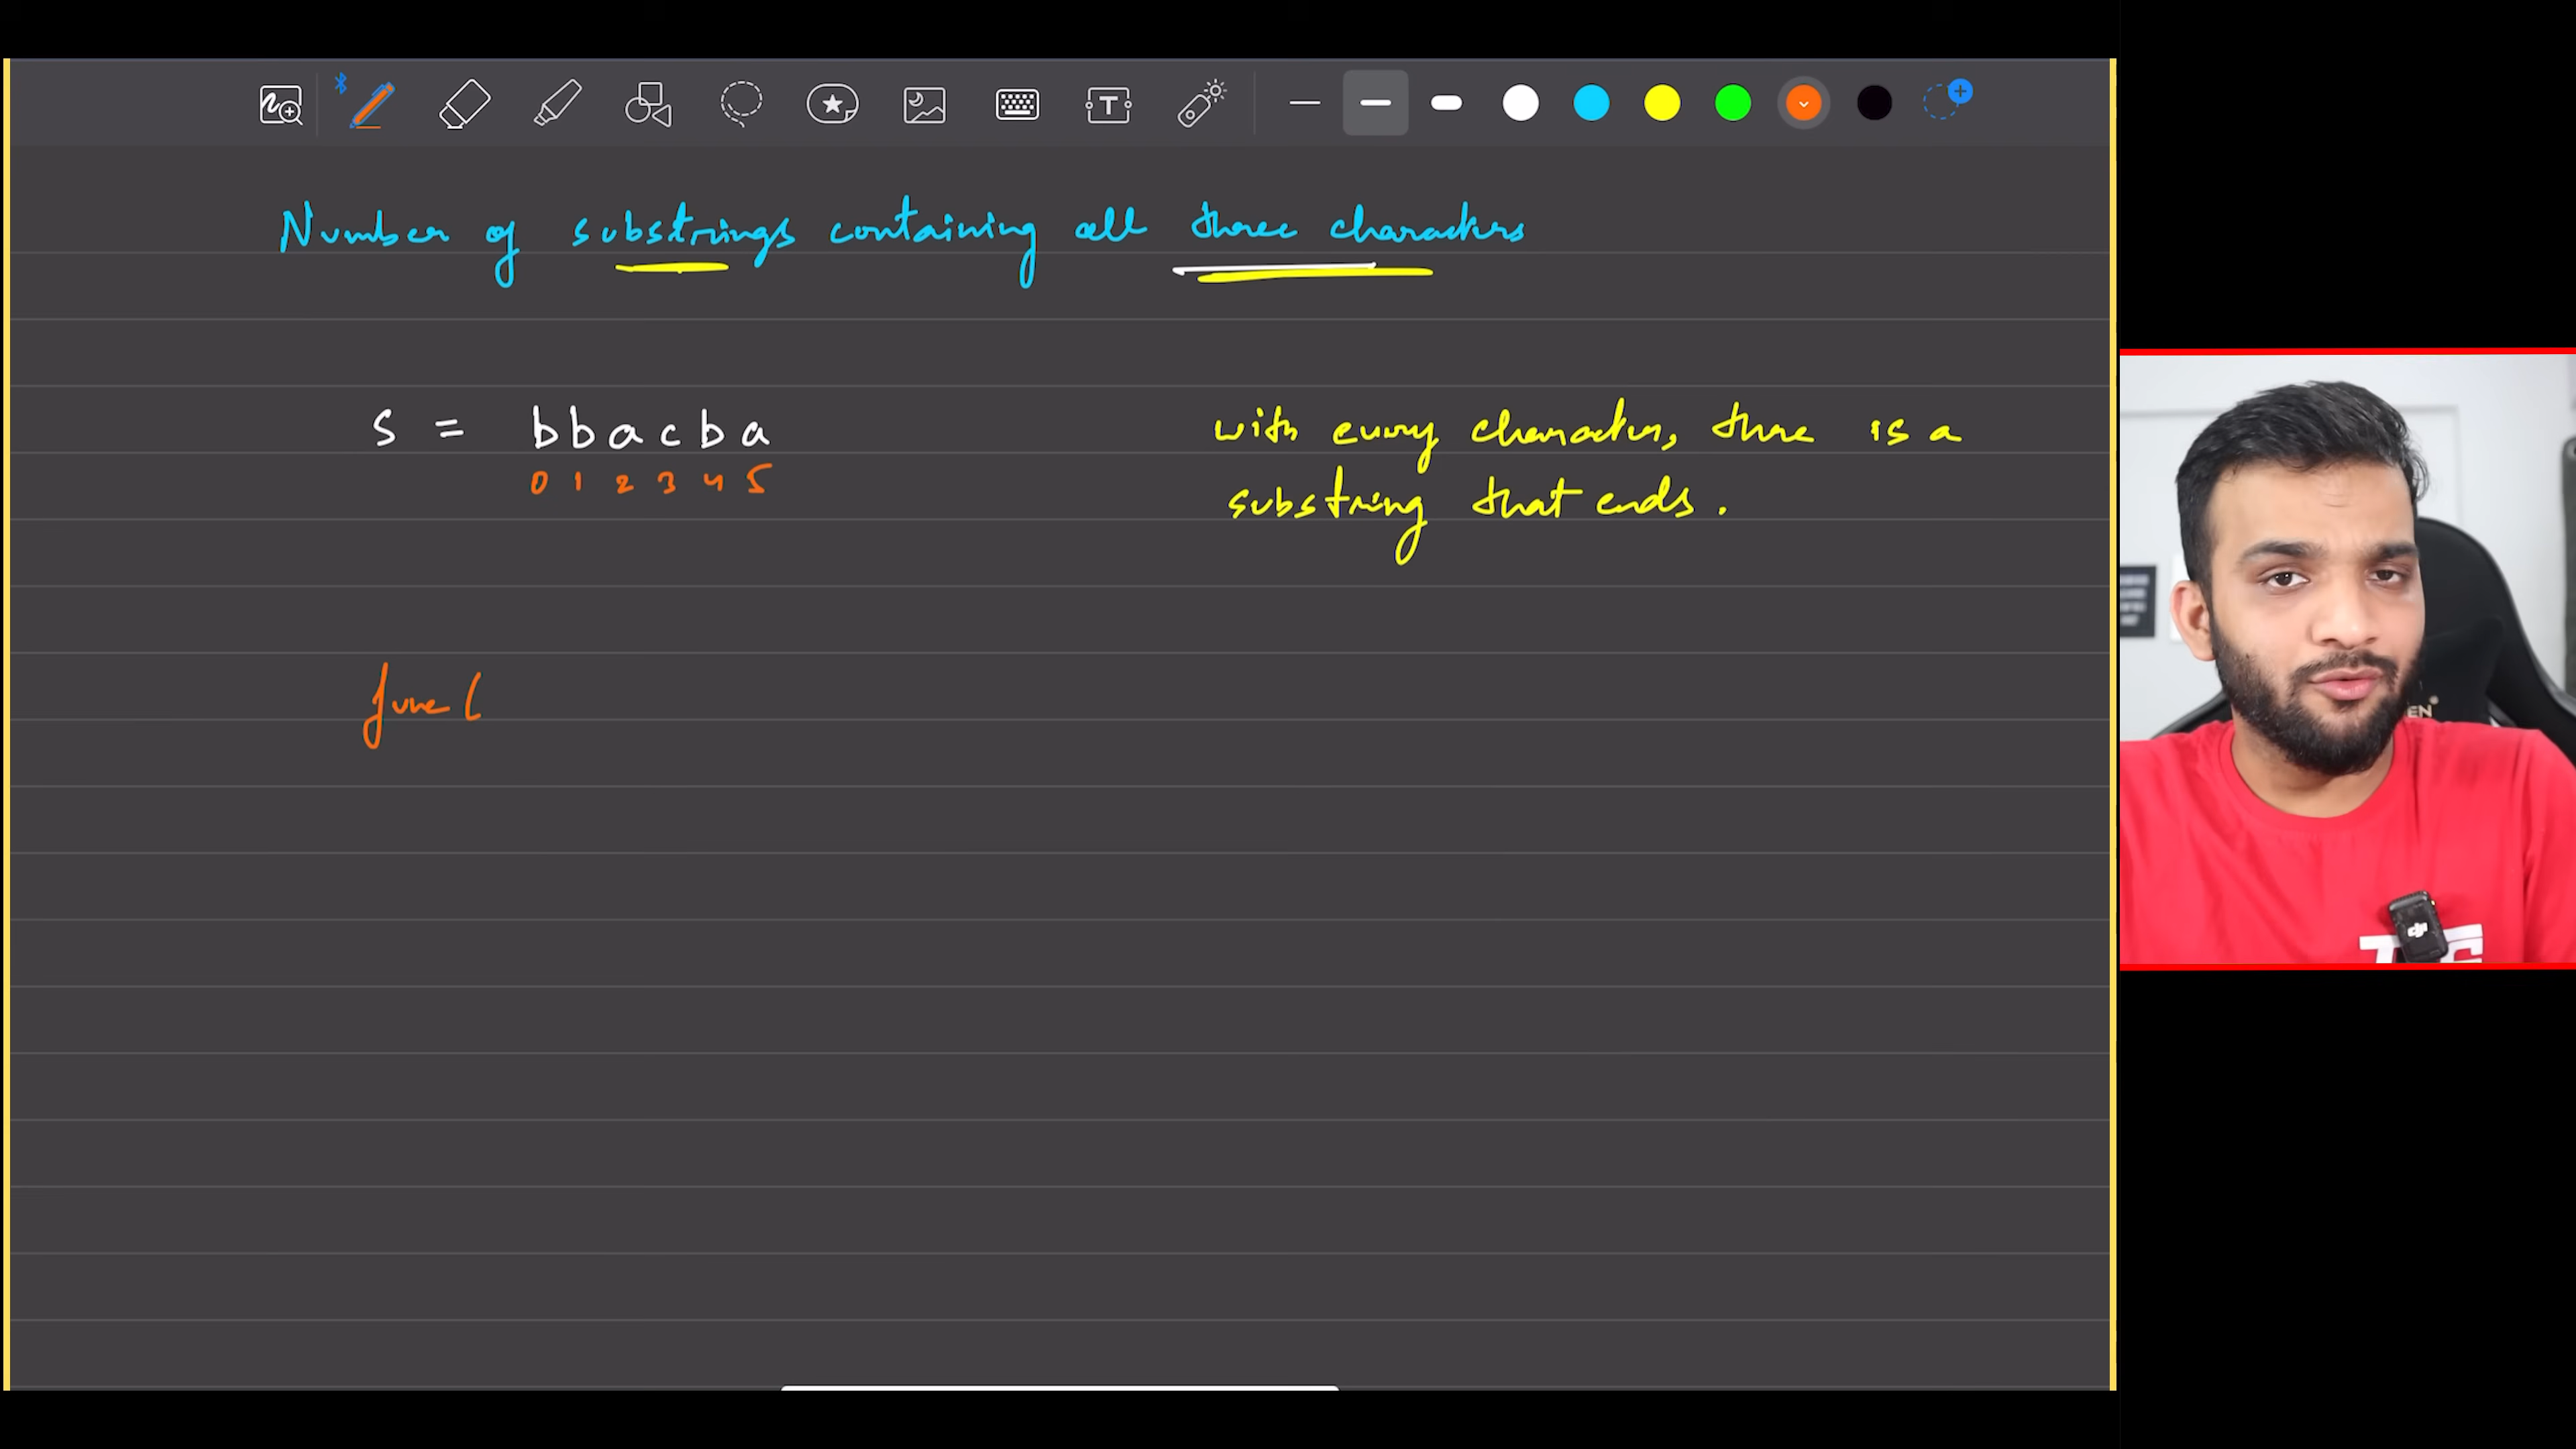 Number of substrings containing all three characters
S = bbacba
0 1 2 3 4 5
with every character, there is a
substring that ends.
func (
T
EN